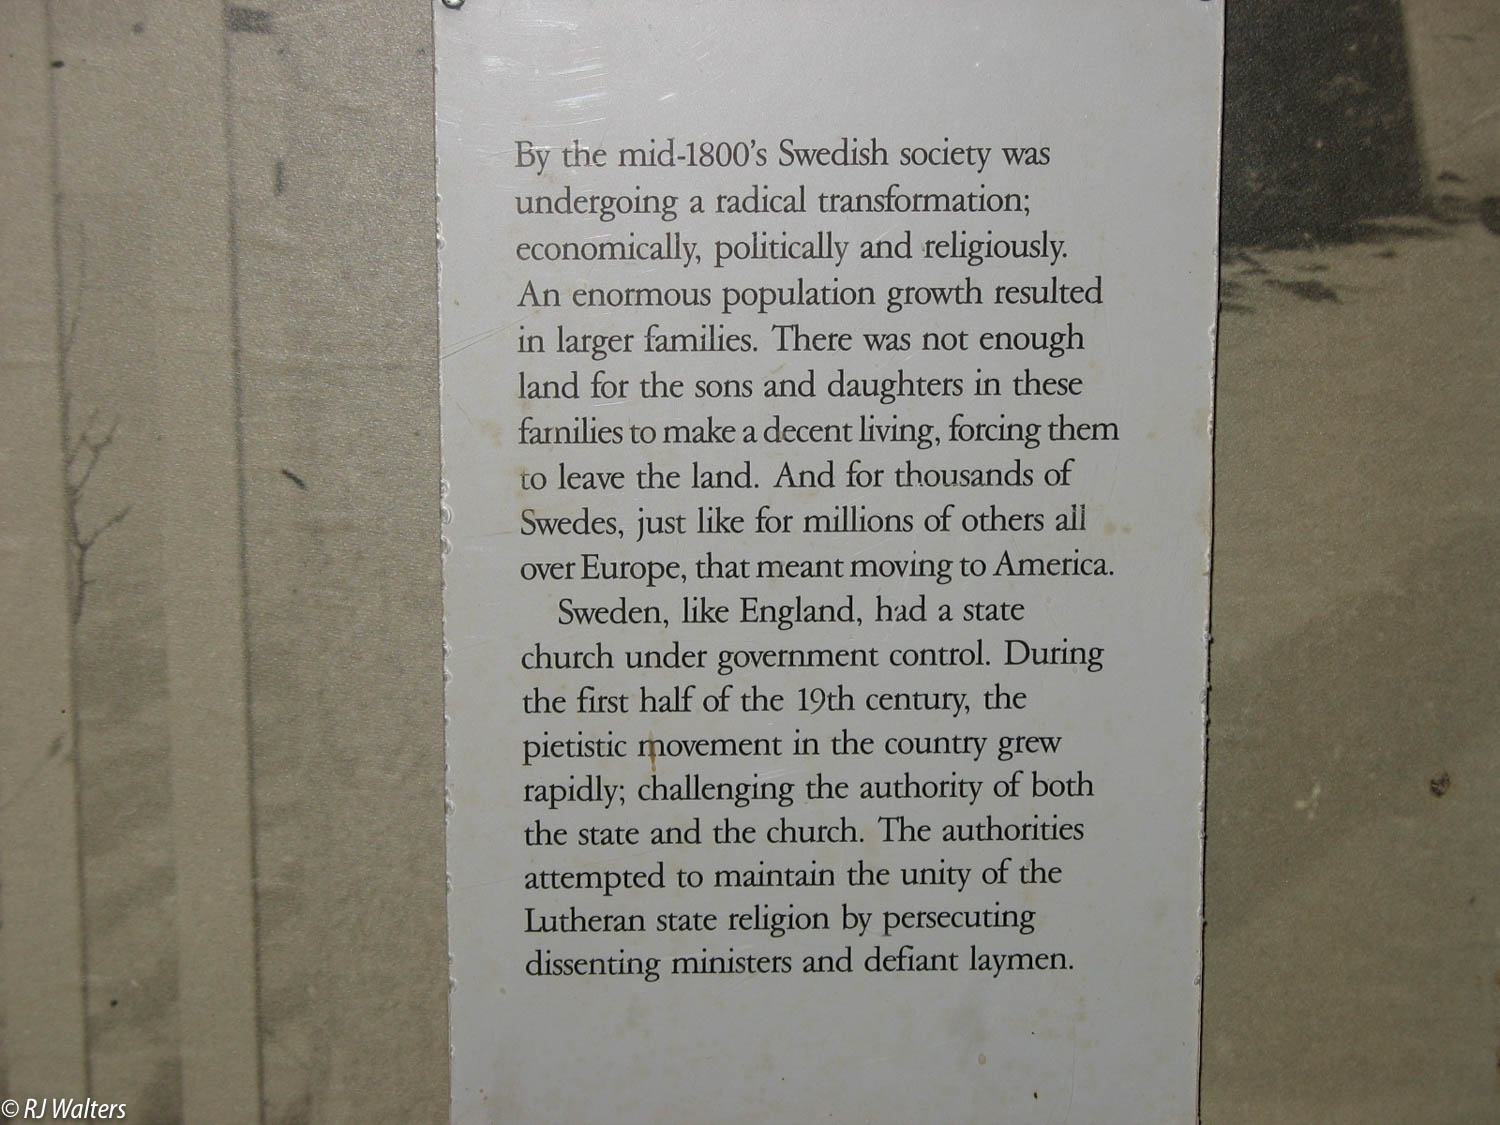 By the mid-1800's Swedish society was
undergoing a radical transformation;
economically, politically and religiously.
An enormous population growth resulted
in larger families. There was not enough
land for the sons and daughters in these
families to make a decent living, forcing them
to leave the land. And for thousands of
Swedes, just like for millions of others all
over Europe, that meant moving to America.
Sweden, like England, had a state
church under government control. During
the first half of the 19th century, the
pietistic movement in the country grew
rapidly; challenging the authority of both
the state and the church. The authorities
attempted to maintain the unity of the
Lutheran state religion by persecuting
dissenting ministers and defiant laymen.
© RJ Walters